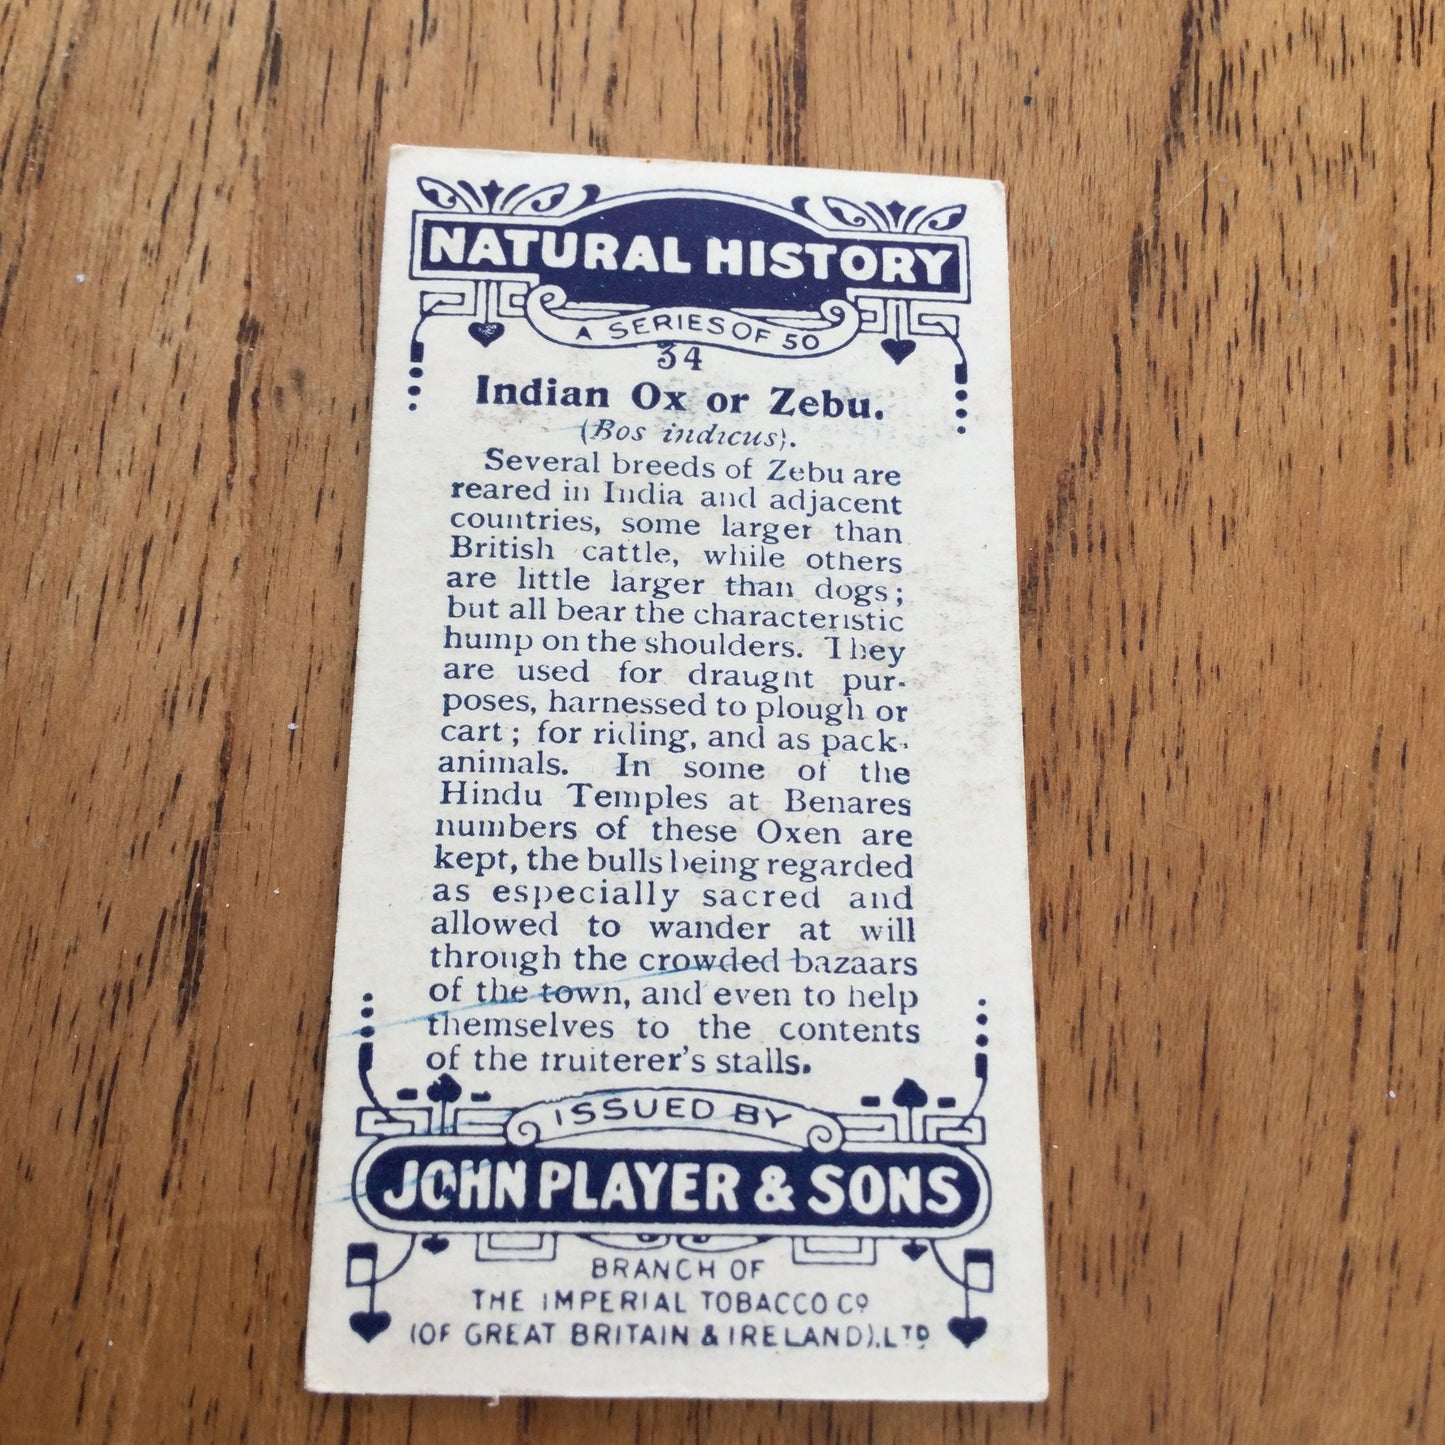 NATURAL HISTORY
A SERIES OF 50
34
Indian Ox or Zebu.
(Bos indicus).
Several breeds of Zebu are
reared in India and adjacent
countries, some larger than
British cattle, while others
are little larger than dogs;
but all bear the characteristic
hump on the shoulders. They
are used for draught pur-
poses, harnessed to plough or
cart; for riding, and as pack-
animals. In some of the
Hindu Temples at Benares
numbers of these Oxen are
kept, the bulls being regarded
as especially sacred and
allowed to wander at will
through the crowded bazaars
of the town, and even to help
themselves to the contents
of the fruiterer's stalls.
ISSUED BY
JOHN PLAYER & SONS
BRANCH OF
THE IMPERIAL TOBACCO Co
(OF GREAT BRITAIN & IRELAND), LTD